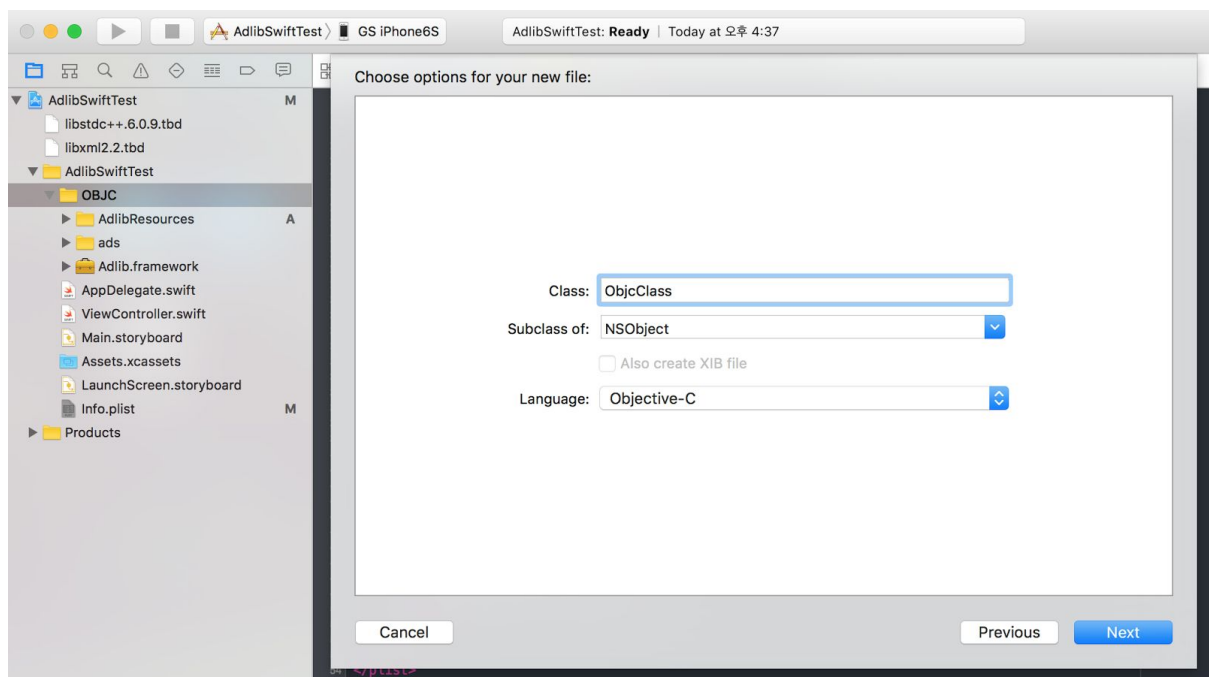 AdlibSwiftTest GS iPhone6S AdlibSwiftTest: Ready | Today at 오후 4:37
AdlibSwiftTest M
libstdc++.6.0.9.tbd
libxml2.2.tbd
AdlibSwiftTest
OBJC
AdlibResources A
ads
Adlib.framework
AppDelegate.swift
ViewController.swift
Main.storyboard
Assets.xcassets
LaunchScreen.storyboard
Info.plist M
Products
Choose options for your new file:
Class: ObjcClass
Subclass of: NSObject
Also create XIB file
Language: Objective-C
Cancel Previous Next
</plist>